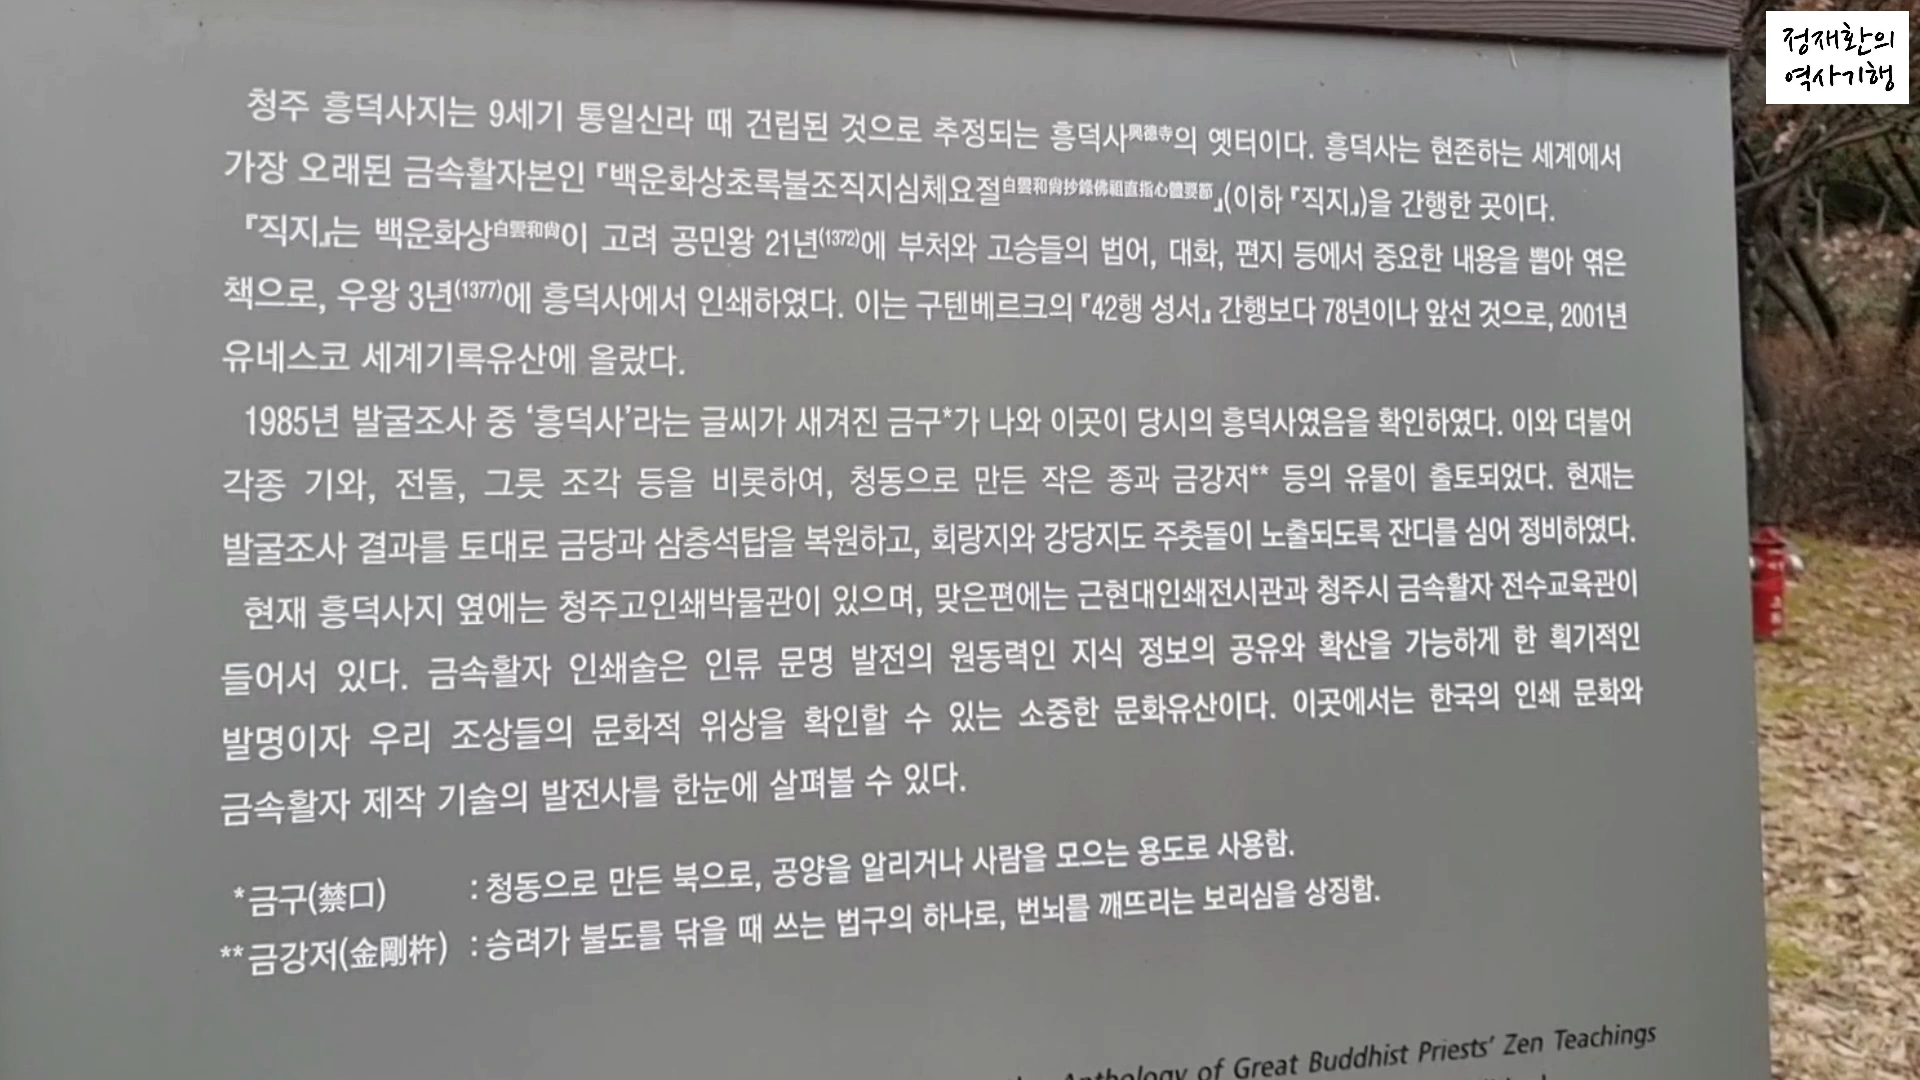 정재환의
역사기행
청주 흥덕사지는 9세기 통일신라 때 건립된 것으로 추정되는 흥덕사興德寺의 옛터이다. 흥덕사는 현존하는 세계에서
가장 오래된 금속활자본인 『백운화상초록불조직지심체요절白雲和尙抄錄佛祖直指心體要節』(이하 『직지』)을 간행한 곳이다.
『직지』는 백운화상白雲和尙이 고려 공민왕 21년(1372)에 부처와 고승들의 법어, 대화, 편지 등에서 중요한 내용을 뽑아 엮은
책으로, 우왕 3년(1377)에 흥덕사에서 인쇄하였다. 이는 구텐베르크의 『42행 성서』 간행보다 78년이나 앞선 것으로, 2001년
유네스코 세계기록유산에 올랐다.
1985년 발굴조사 중 ‘흥덕사’라는 글씨가 새겨진 금구*가 나와 이곳이 당시의 흥덕사였음을 확인하였다. 이와 더불어
각종 기와, 전돌, 그릇 조각 등을 비롯하여, 청동으로 만든 작은 종과 금강저** 등의 유물이 출토되었다. 현재는
발굴조사 결과를 토대로 금당과 삼층석탑을 복원하고, 회랑지와 강당지도 주춧돌이 노출되도록 잔디를 심어 정비하였다.
현재 흥덕사지 옆에는 청주고인쇄박물관이 있으며, 맞은편에는 근현대인쇄전시관과 청주시 금속활자 전수교육관이
들어서 있다. 금속활자 인쇄술은 인류 문명 발전의 원동력인 지식 정보의 공유와 확산을 가능하게 한 획기적인
발명이자 우리 조상들의 문화적 위상을 확인할 수 있는 소중한 문화유산이다. 이곳에서는 한국의 인쇄 문화와
금속활자 제작 기술의 발전사를 한눈에 살펴볼 수 있다.
*금구(禁口) : 청동으로 만든 북으로, 공양을 알리거나 사람을 모으는 용도로 사용함.
**금강저(金剛杵) : 승려가 불도를 닦을 때 쓰는 법구의 하나로, 번뇌를 깨뜨리는 보리심을 상징함.
Anthology of Great Buddhist Priests’ Zen Teachings